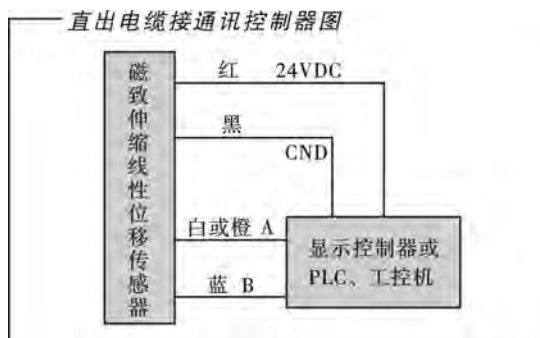 直出电缆接通讯控制器图
磁致伸缩线性位移传感器
红 24VDC
黑
CND
白或橙 A
蓝 B
显示控制器或
PLC、工控机